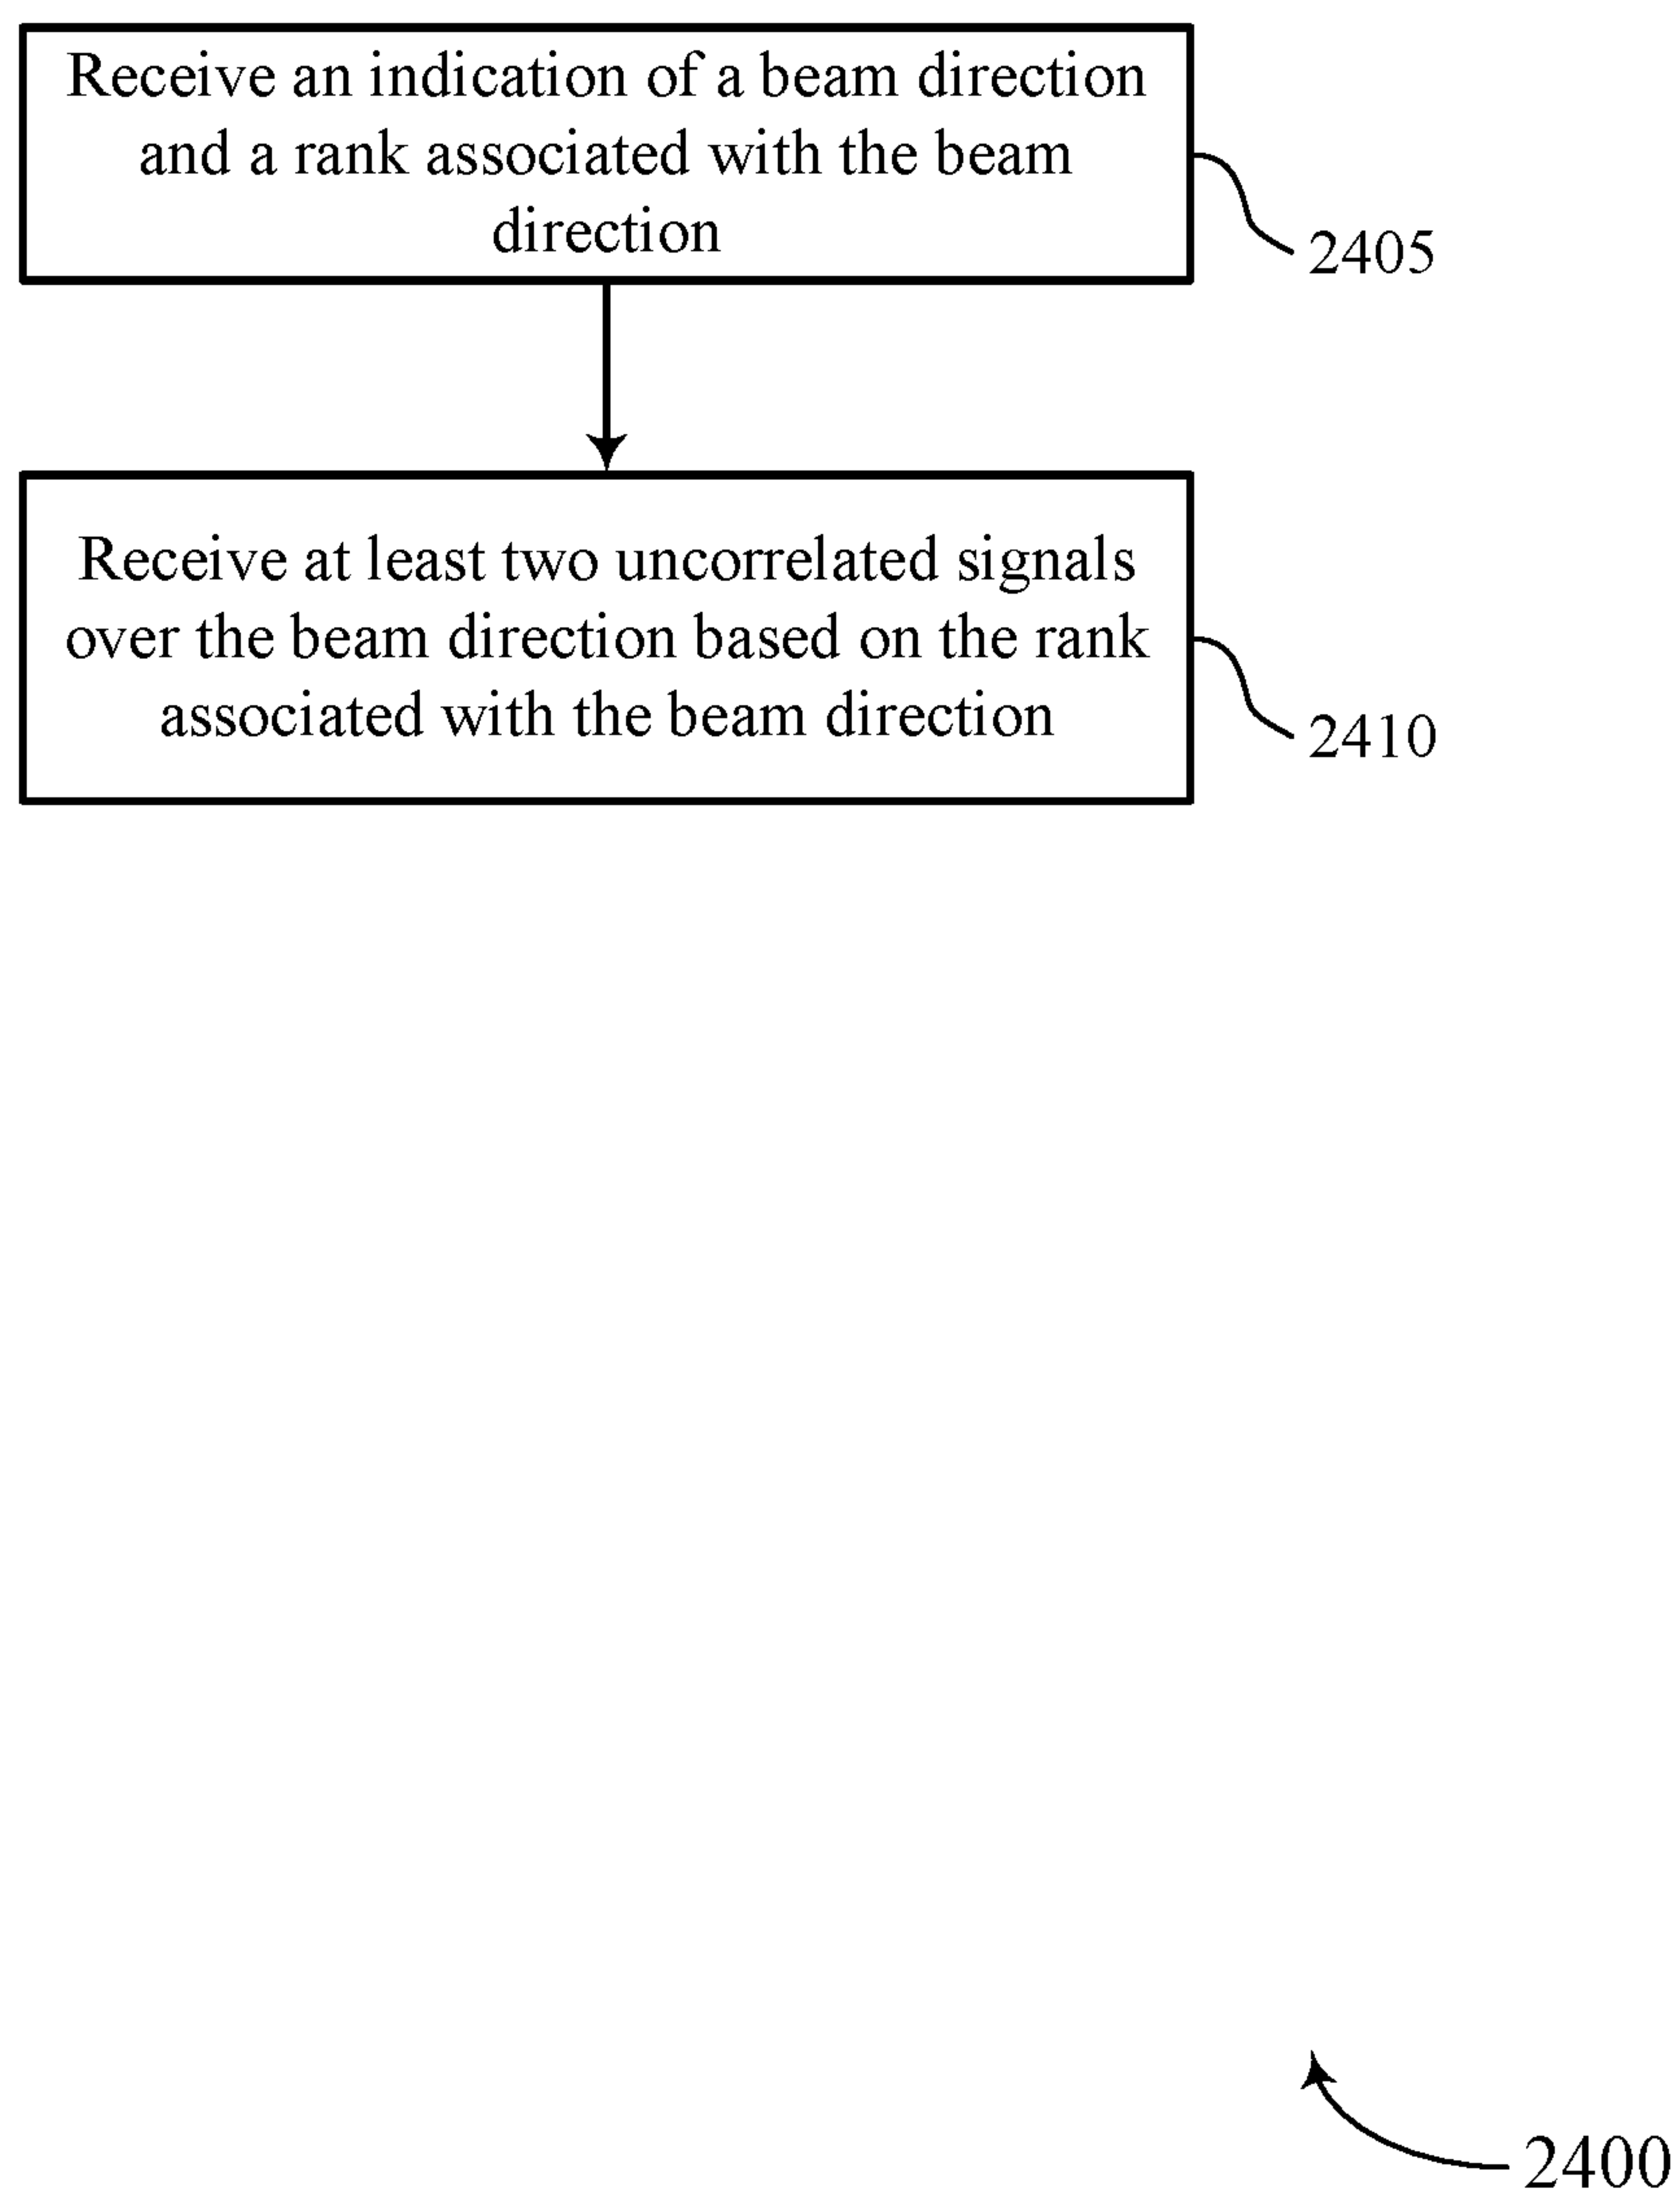 Receive an indication of a beam direction
and a rank associated with the beam
direction
2405
Receive at least two uncorrelated signals
over the beam direction based on the rank
associated with the beam direction
2410
2400